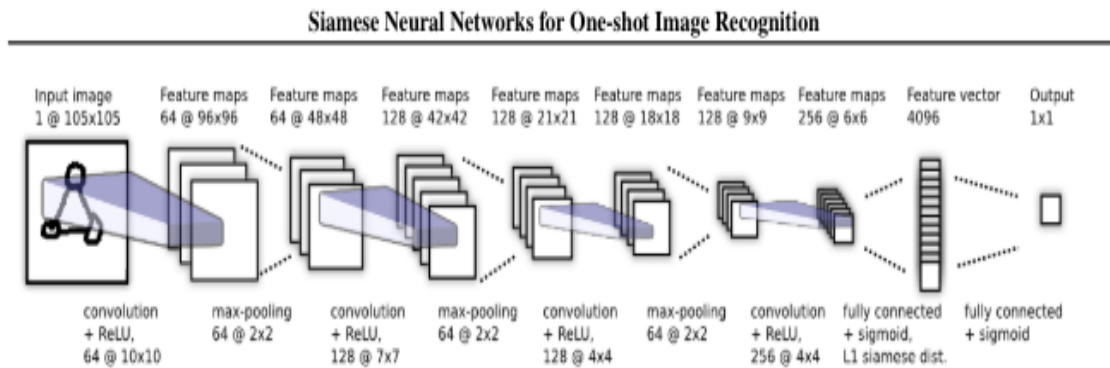 Siamese Neural Networks for One-shot Image Recognition
Input image
1 @ 105x105
Feature maps
64 @ 96x96
Feature maps
64 @ 48x48
Feature maps
128 @ 42x42
Feature maps
128 @ 21x21
Feature maps
128 @ 18x18
Feature maps
128 @ 9x9
Feature maps
256 @ 6x6
Feature vector
4096
Output
1x1
convolution
+ ReLU,
64 @ 10x10
max-pooling
64 @ 2x2
convolution
+ ReLU,
128 @ 7x7
max-pooling
64 @ 2x2
convolution
+ ReLU,
128 @ 4x4
max-pooling
64 @ 2x2
convolution
+ ReLU,
256 @ 4x4
fully connected
+ sigmoid,
L1 siamese dist.
fully connected
+ sigmoid